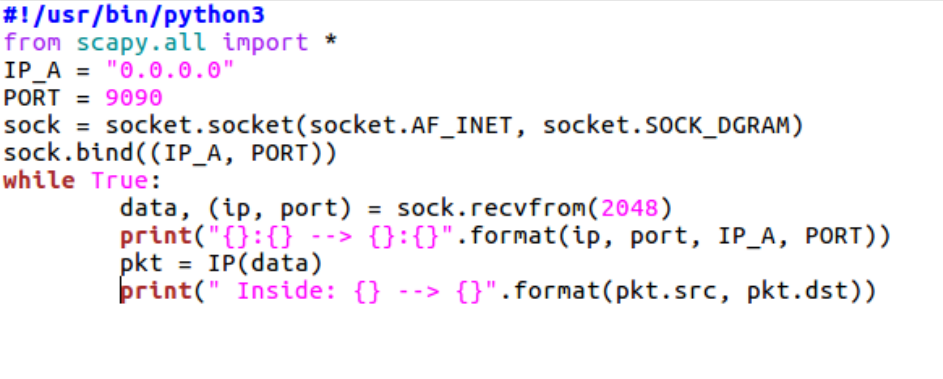 #!/usr/bin/python3
from scapy.all import *
IP_A = "0.0.0.0"
PORT = 9090
sock = socket.socket(socket.AF_INET, socket.SOCK_DGRAM)
sock.bind((IP_A, PORT))
while True:
        data, (ip, port) = sock.recvfrom(2048)
        print("{}:{} --> {}:{}".format(ip, port, IP_A, PORT))
        pkt = IP(data)
        print(" Inside: {} --> {}".format(pkt.src, pkt.dst))